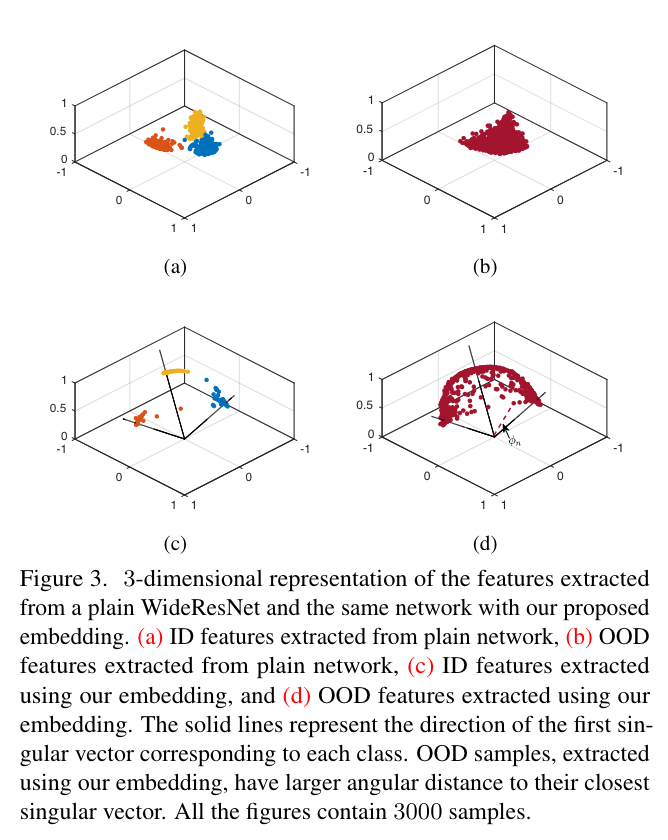 1
0.5
0
-1
0
1
1
0
-1
(a)
1
0.5
0
-1
0
1
1
0
-1
(b)
1
0.5
0
-1
0
1
1
0
-1
(c)
1
0.5
0
-1
0
1
1
0
-1
ϕn
(d)
Figure 3. 3-dimensional representation of the features extracted
from a plain WideResNet and the same network with our proposed
embedding. (a) ID features extracted from plain network, (b) OOD
features extracted from plain network, (c) ID features extracted
using our embedding, and (d) OOD features extracted using our
embedding. The solid lines represent the direction of the first sin-
gular vector corresponding to each class. OOD samples, extracted
using our embedding, have larger angular distance to their closest
singular vector. All the figures contain 3000 samples.